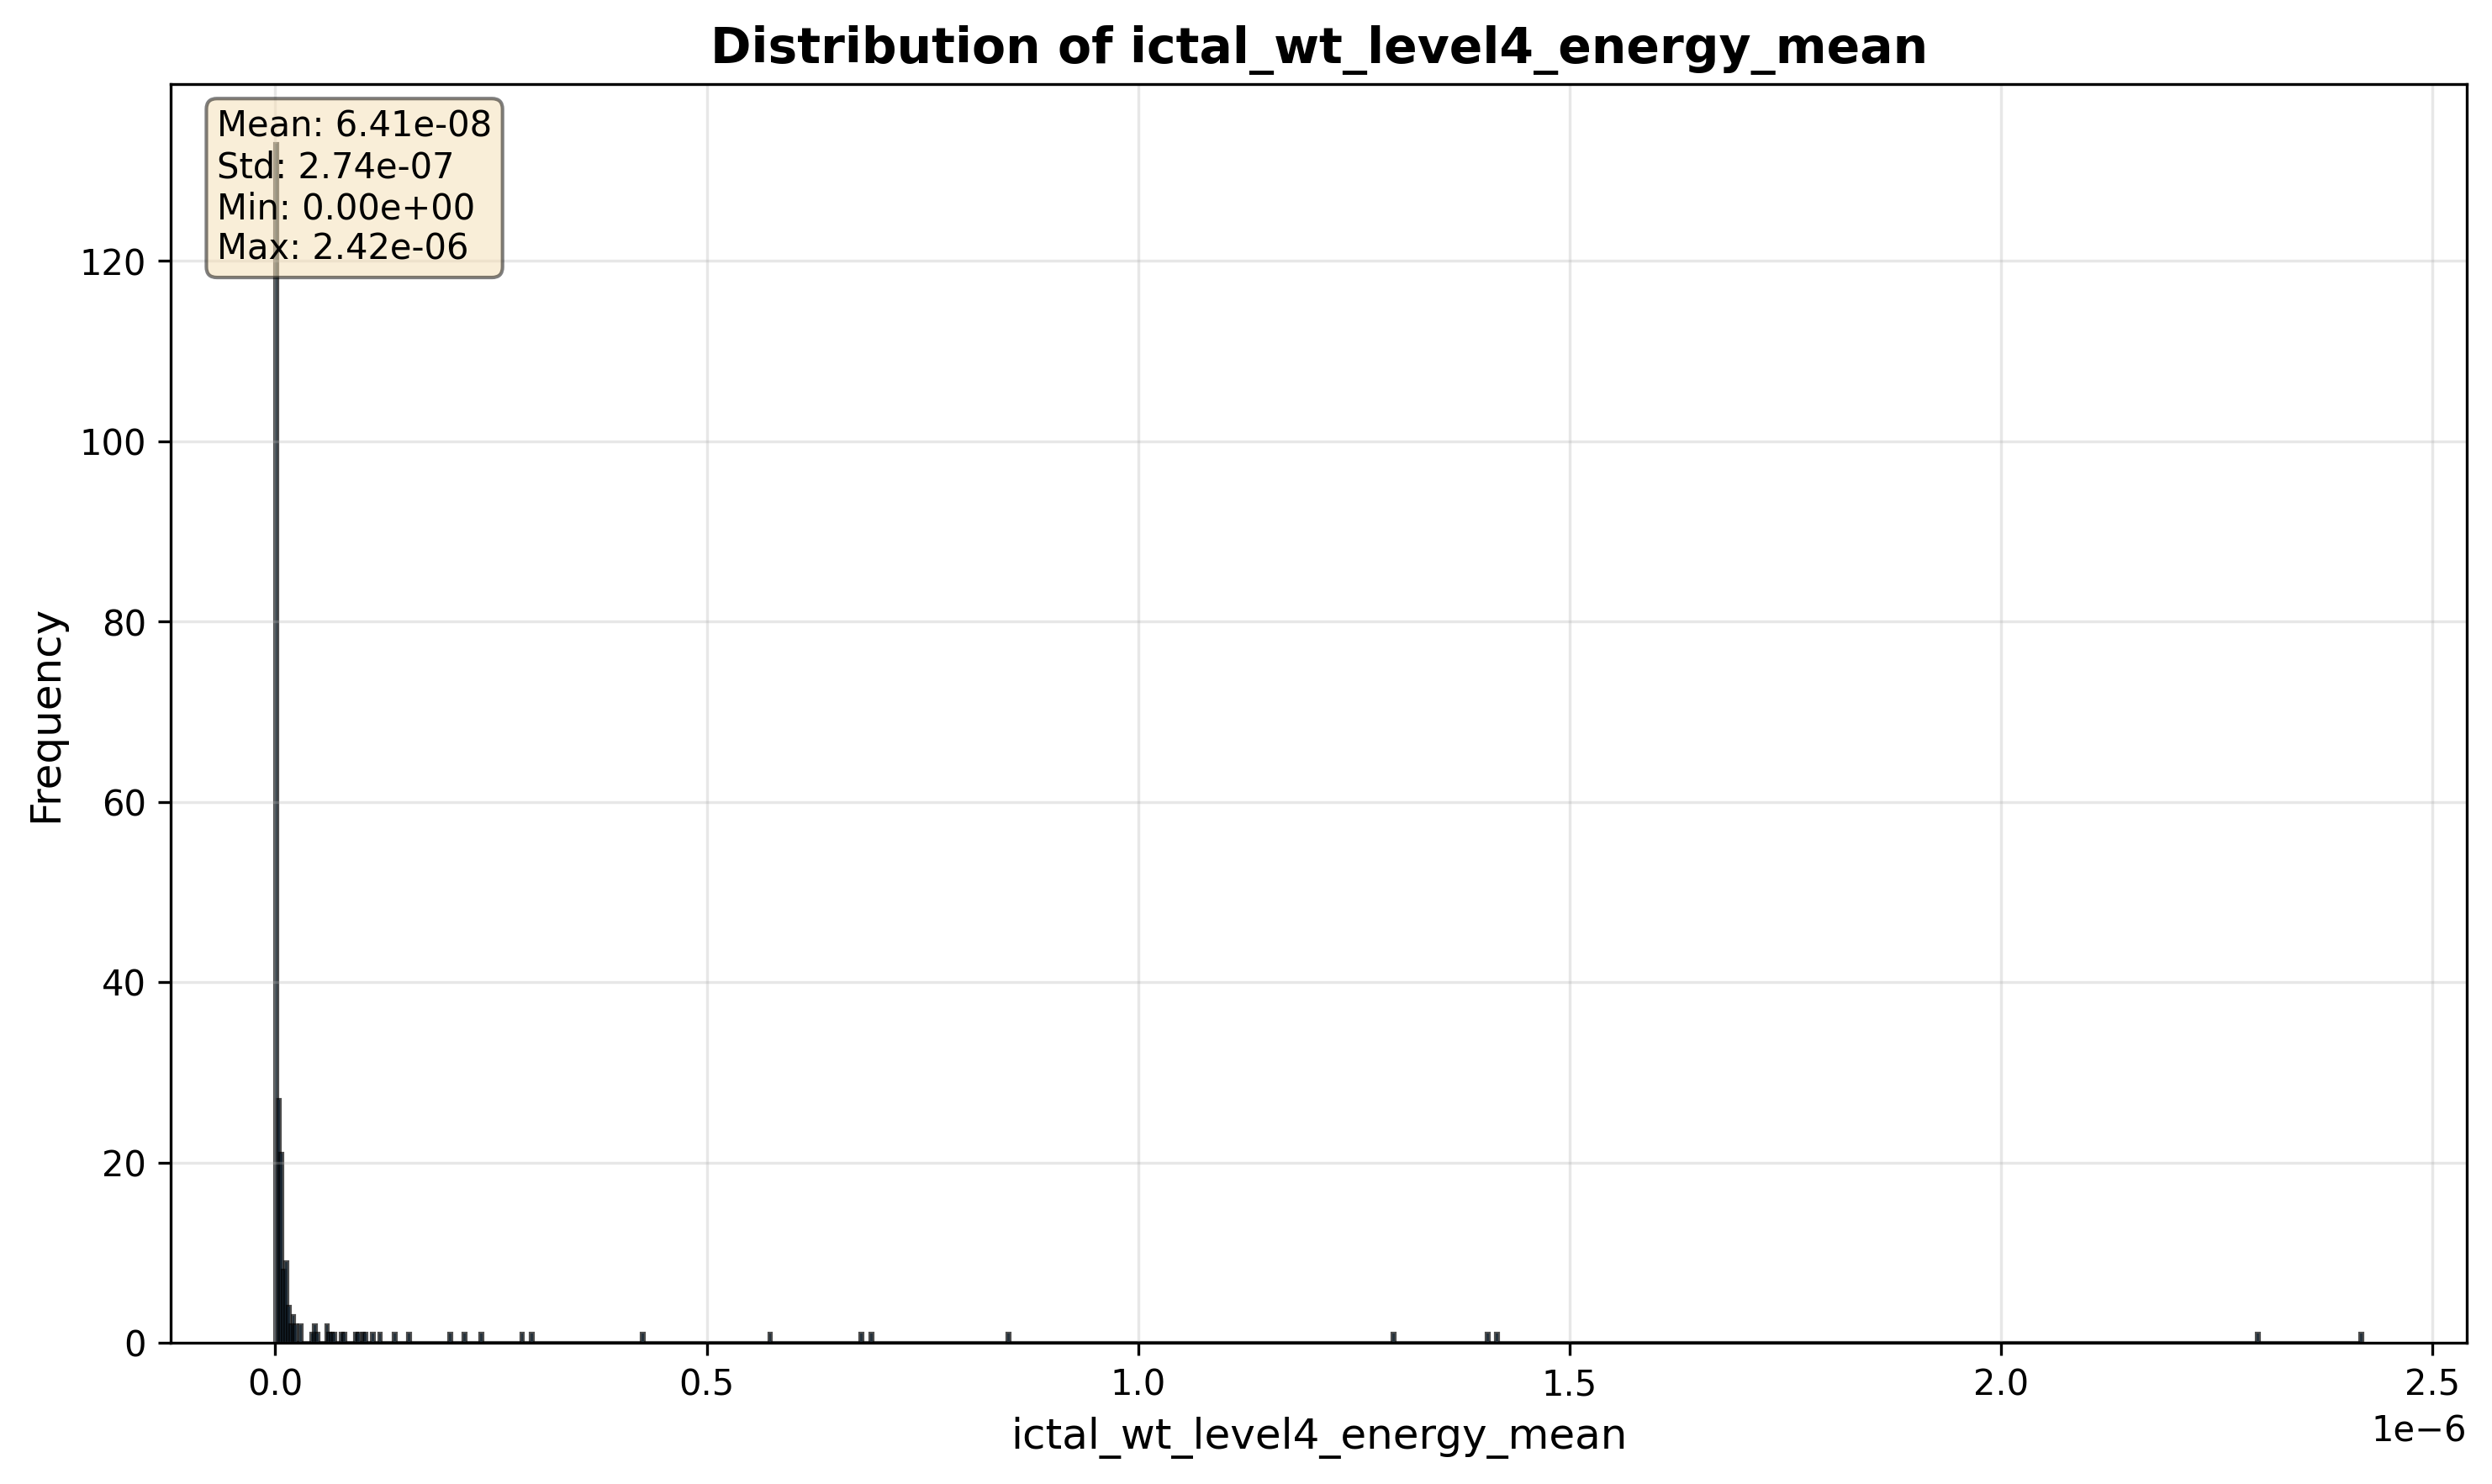 Distribution of ictal_wt_level4_energy_mean
Mean: 6.41e-08
Std: 2.74e-07
Min: 0.00e+00
Max: 2.42e-06
120
100
80
60
40
20
0
Frequency
0.0 0.5 1.0 1.5 2.0 2.5
1e−6
ictal_wt_level4_energy_mean